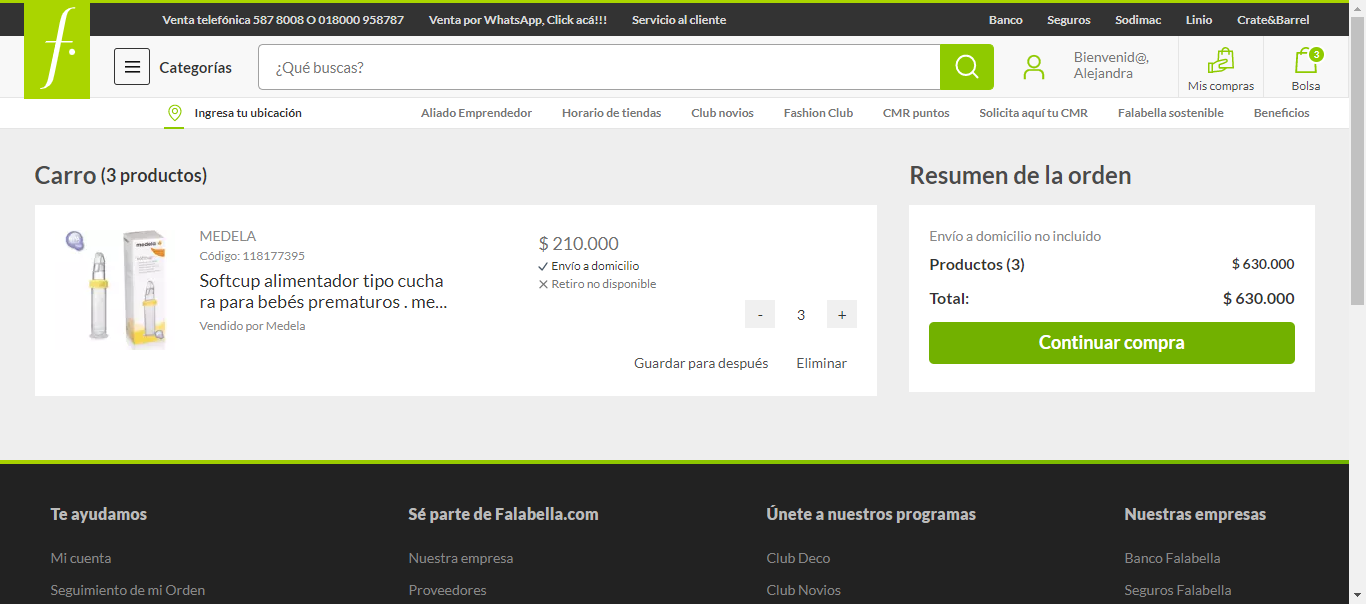 Venta telefónica 587 8008 O 018000 958787 Venta por WhatsApp, Click acá!!! Servicio al cliente Banco Seguros Sodimac Linio Crate&Barrel
f.
Categorías
¿Qué buscas?
Bienvenid@,
Alejandra
Mis compras
3
Bolsa
Ingresa tu ubicación Aliado Emprendedor Horario de tiendas Club novios Fashion Club CMR puntos Solicita aquí tu CMR Falabella sostenible Beneficios
Carro (3 productos)
medela
MEDELA
Código: 118177395
Softcup alimentador tipo cucha
ra para bebés prematuros . me...
Vendido por Medela
$ 210.000
Envío a domicilio
Retiro no disponible
- 3 +
Guardar para después Eliminar
Resumen de la orden
Envío a domicilio no incluido
Productos (3) $ 630.000
Total: $ 630.000
Continuar compra
Te ayudamos Sé parte de Falabella.com Únete a nuestros programas Nuestras empresas
Mi cuenta Nuestra empresa Club Deco Banco Falabella
Seguimiento de mi Orden Proveedores Club Novios Seguros Falabella